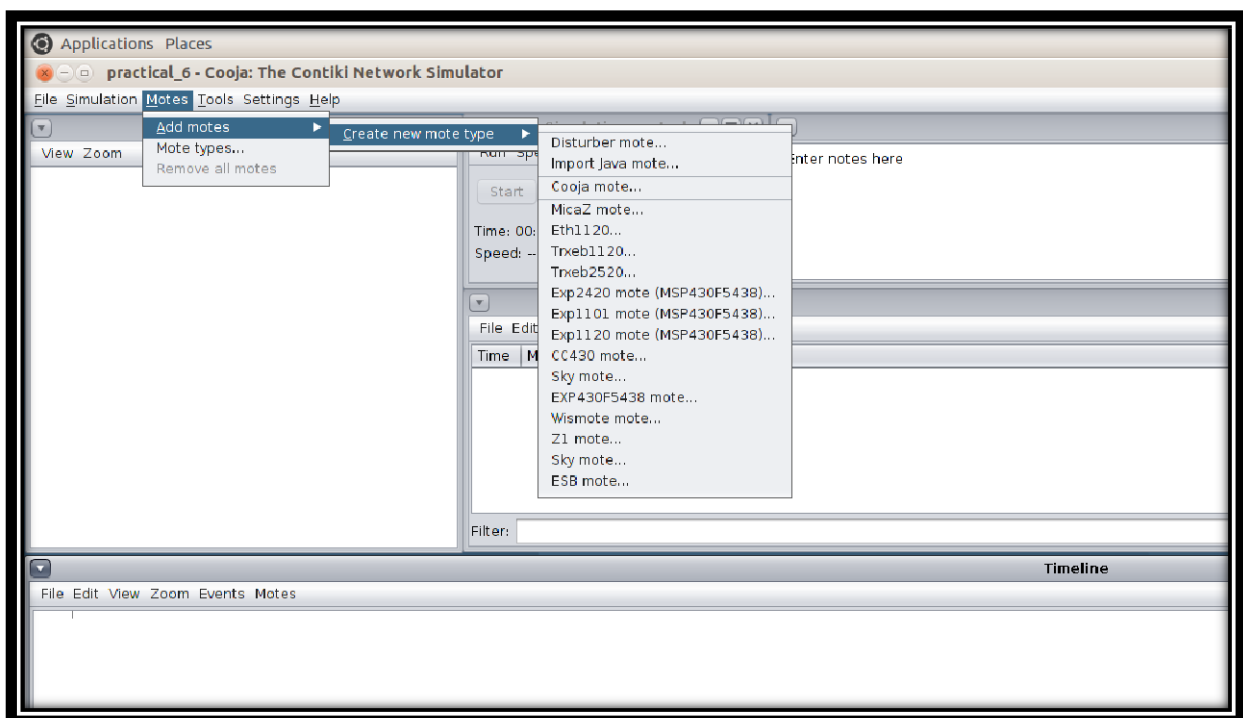 Applications Places
practical_6 - Cooja: The Contiki Network Simulator
File Simulation Motes Tools Settings Help
Add motes
Create new mote type
Mote types...
Remove all motes
View Zoom
Disturber mote...
Import Java mote...
Cooja mote...
MicaZ mote...
Eth1120...
Trxeb1120...
Trxeb2520...
Exp2420 mote (MSP430F5438)...
Exp1101 mote (MSP430F5438)...
Exp1120 mote (MSP430F5438)...
CC430 mote...
Sky mote...
EXP430F5438 mote...
Wismote mote...
Z1 mote...
Sky mote...
ESB mote...
Run Spe
Enter notes here
Start
Time: 00:
Speed: --
File Edit
Time M
Filter:
Timeline
File Edit View Zoom Events Motes